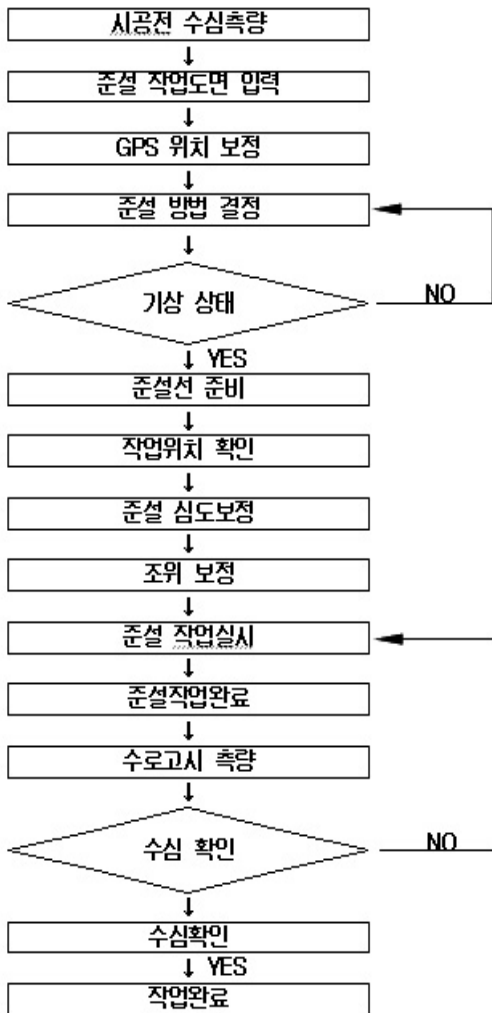 시공전 수심측량
↓
준설 작업도면 입력
↓
GPS 위치 보정
↓
준설 방법 결정
↓
기상 상태
NO
↓ YES
준설선 준비
↓
작업위치 확인
↓
준설 심도보정
↓
조위 보정
↓
준설 작업실시
↓
준설작업완료
↓
수로고시 측량
↓
수심 확인
NO
↓
수심확인
↓ YES
작업완료